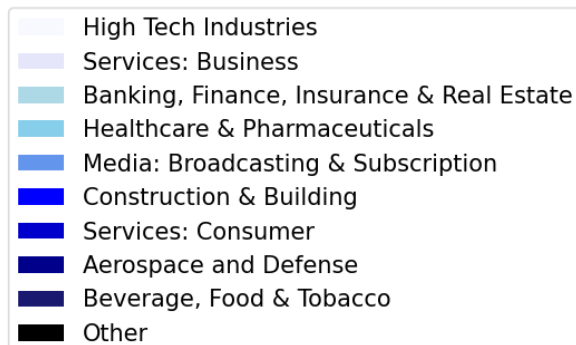 High Tech Industries
Services: Business
Banking, Finance, Insurance & Real Estate
Healthcare & Pharmaceuticals
Media: Broadcasting & Subscription
Construction & Building
Services: Consumer
Aerospace and Defense
Beverage, Food & Tobacco
Other